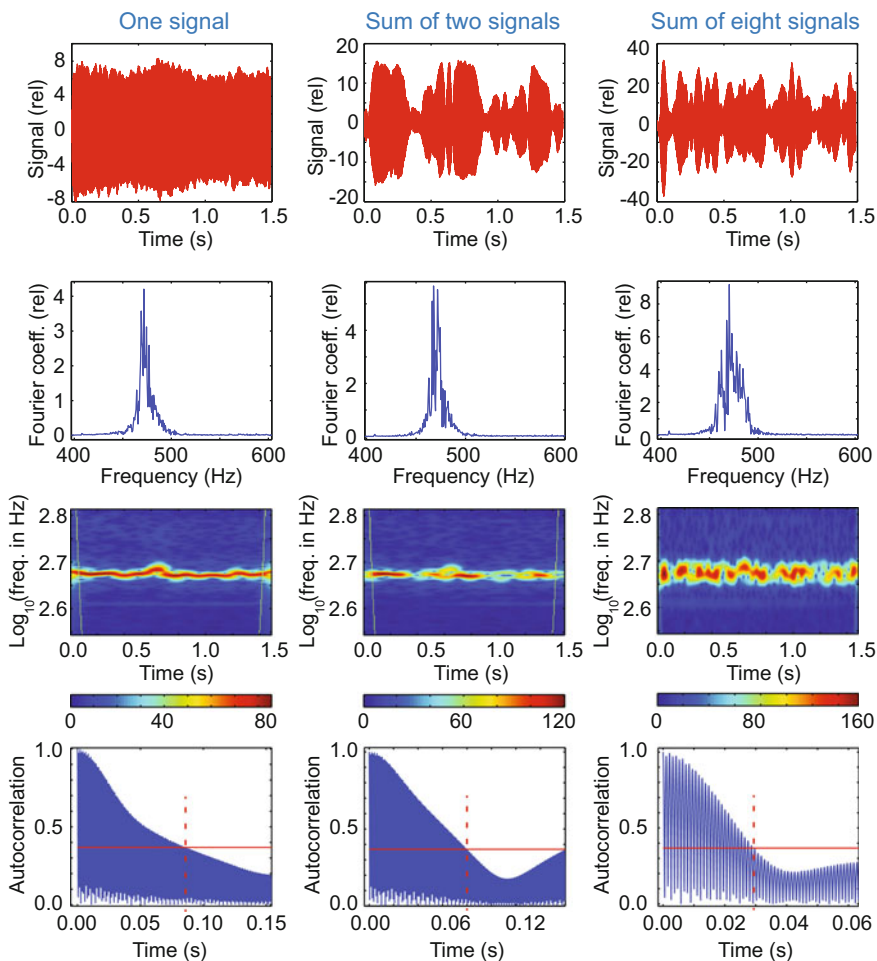 One signal
Sum of two signals
Sum of eight signals
Signal (rel)
8
4
0
-4
-8
0.0 0.5 1.0 1.5
Time (s)
Signal (rel)
20
10
0
-10
-20
0.0 0.5 1.0 1.5
Time (s)
Signal (rel)
40
20
0
-20
-40
0.0 0.5 1.0 1.5
Time (s)
Fourier coeff. (rel)
4
3
2
1
0
400 500 600
Frequency (Hz)
Fourier coeff. (rel)
4
2
0
400 500 600
Frequency (Hz)
Fourier coeff. (rel)
8
6
4
2
0
400 500 600
Frequency (Hz)
Log10(freq. in Hz)
2.8
2.7
2.6
0.0 0.5 1.0 1.5
Time (s)
0 40 80
Log10(freq. in Hz)
2.8
2.7
2.6
0.0 0.5 1.0 1.5
Time (s)
0 60 120
Log10(freq. in Hz)
2.8
2.7
2.6
0.0 0.5 1.0 1.5
Time (s)
0 80 160
Autocorrelation
1.0
0.5
0.0
0.00 0.05 0.10 0.15
Time (s)
Autocorrelation
1.0
0.5
0.0
0.00 0.06 0.12
Time (s)
Autocorrelation
1.0
0.5
0.0
0.00 0.02 0.04 0.06
Time (s)